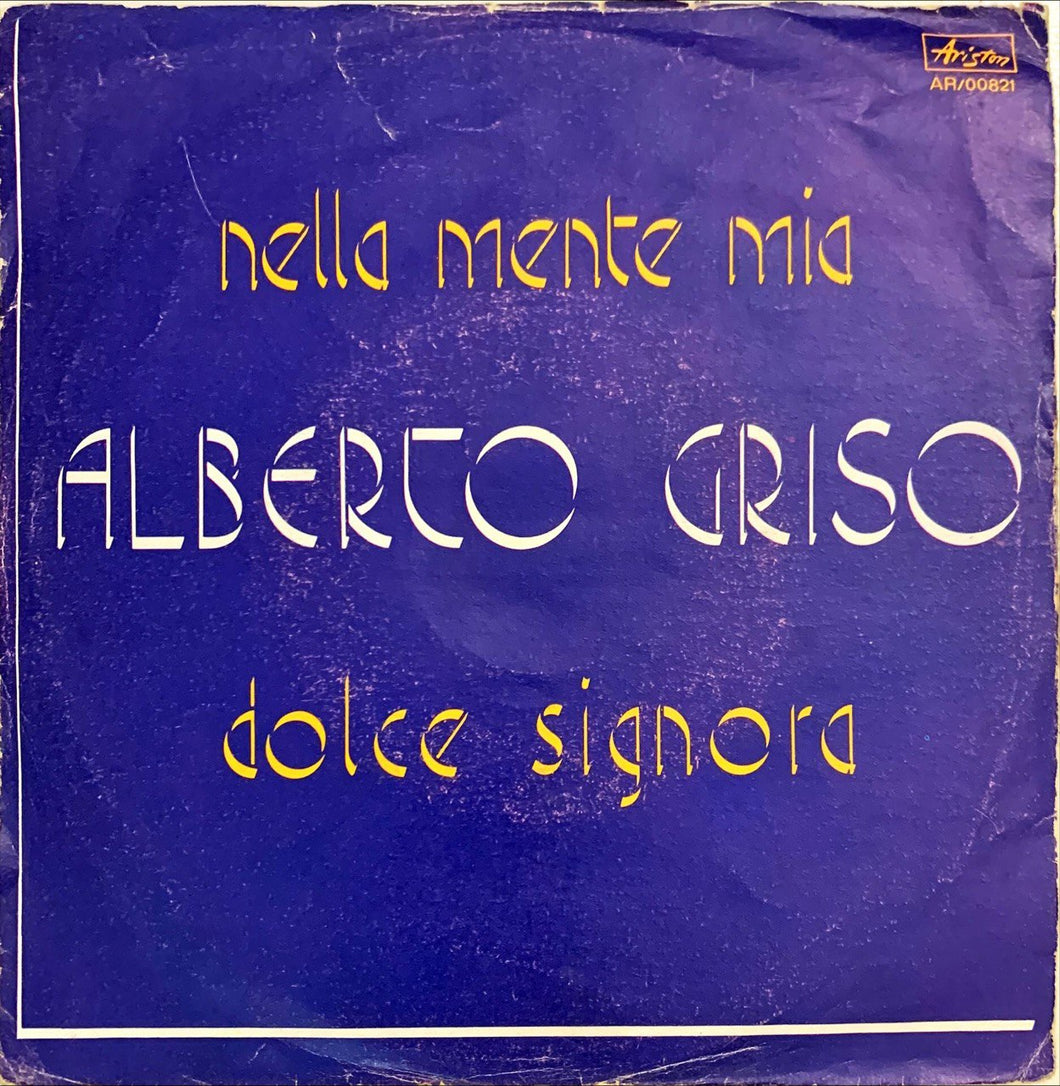 Ariston
AR/00821
nella mente mia
ALBERTO GRISO
dolce signora